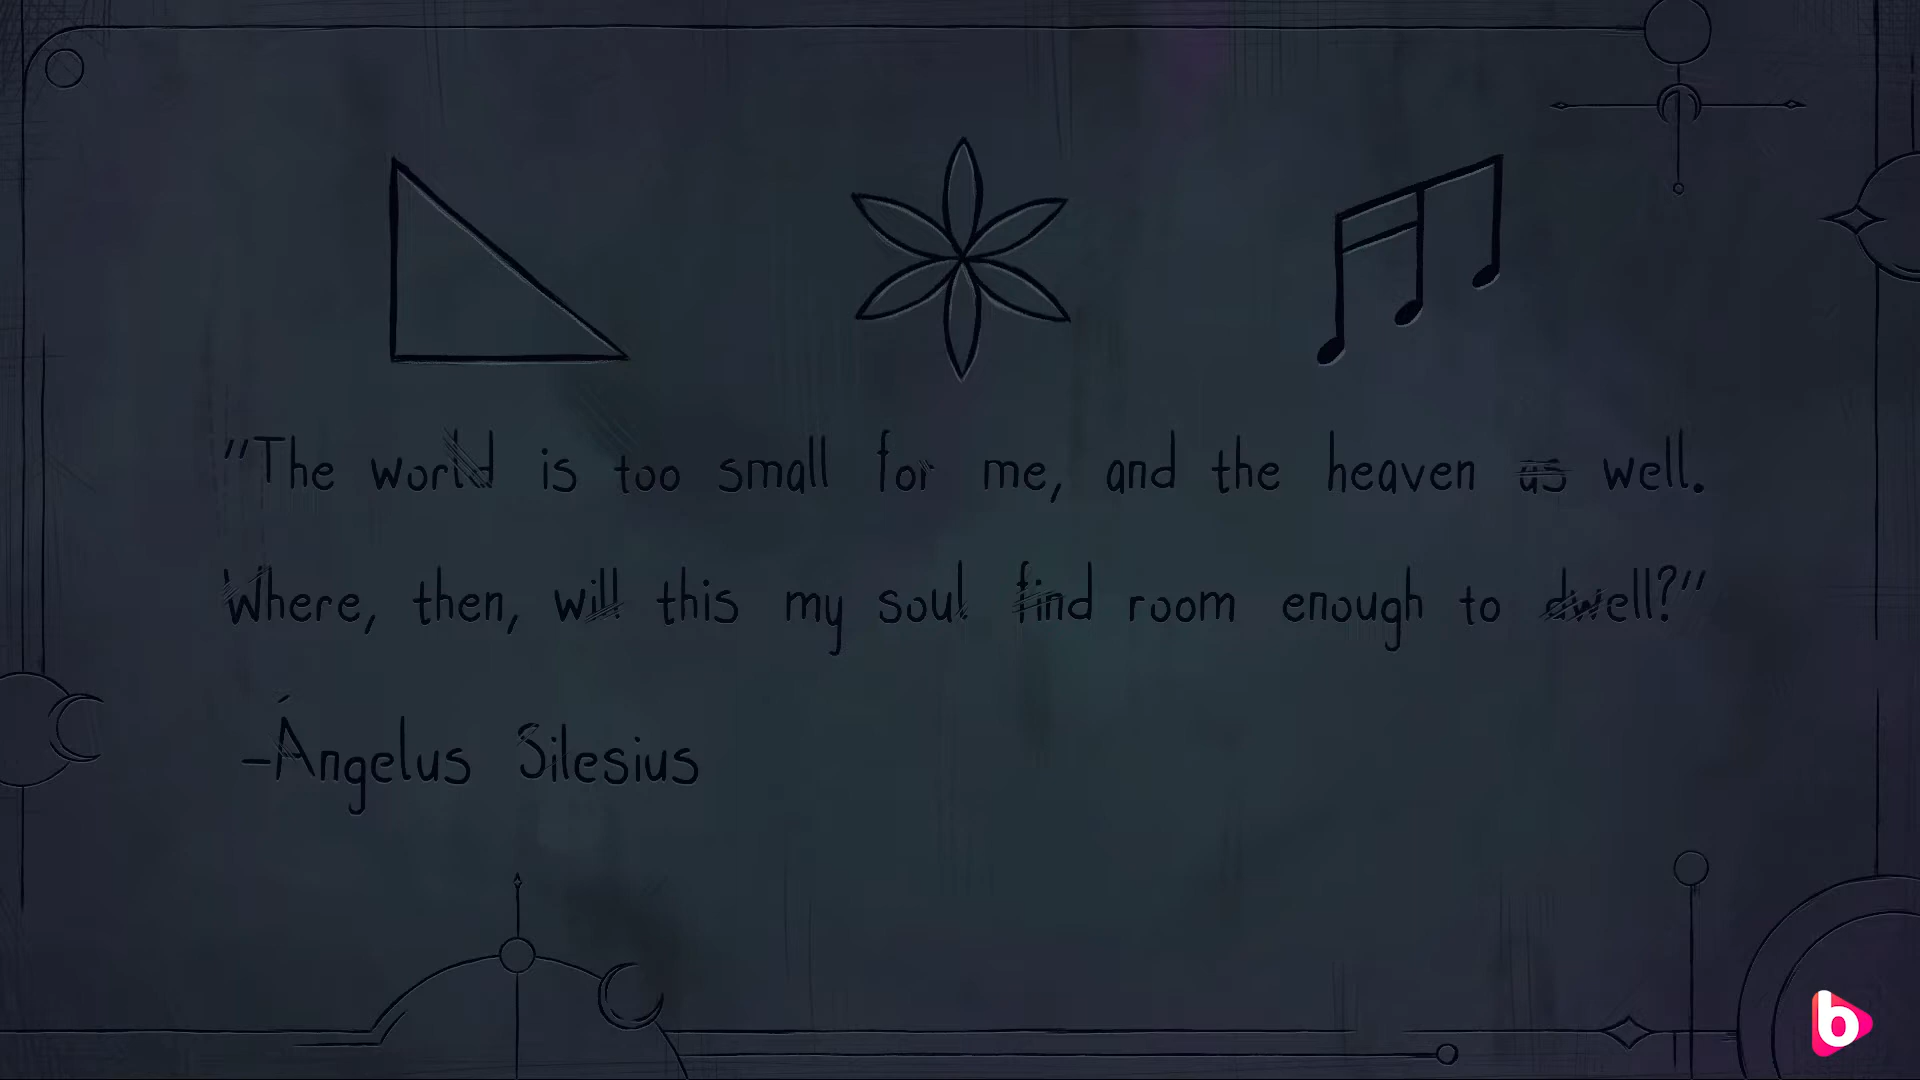 "The world is too small for me, and the heaven as well.
Where, then, will this my soul find room enough to dwell?"
-Ángelus Silesius
b